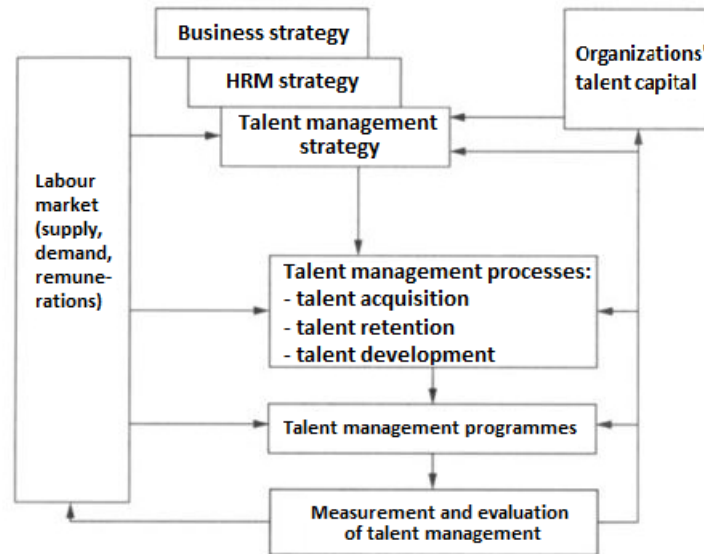 Business strategy
HRM strategy
Talent management
strategy
Organizations'
talent capital
Labour
market
(supply,
demand,
remune-
rations)
Talent management processes:
- talent acquisition
- talent retention
- talent development
Talent management programmes
Measurement and evaluation
of talent management